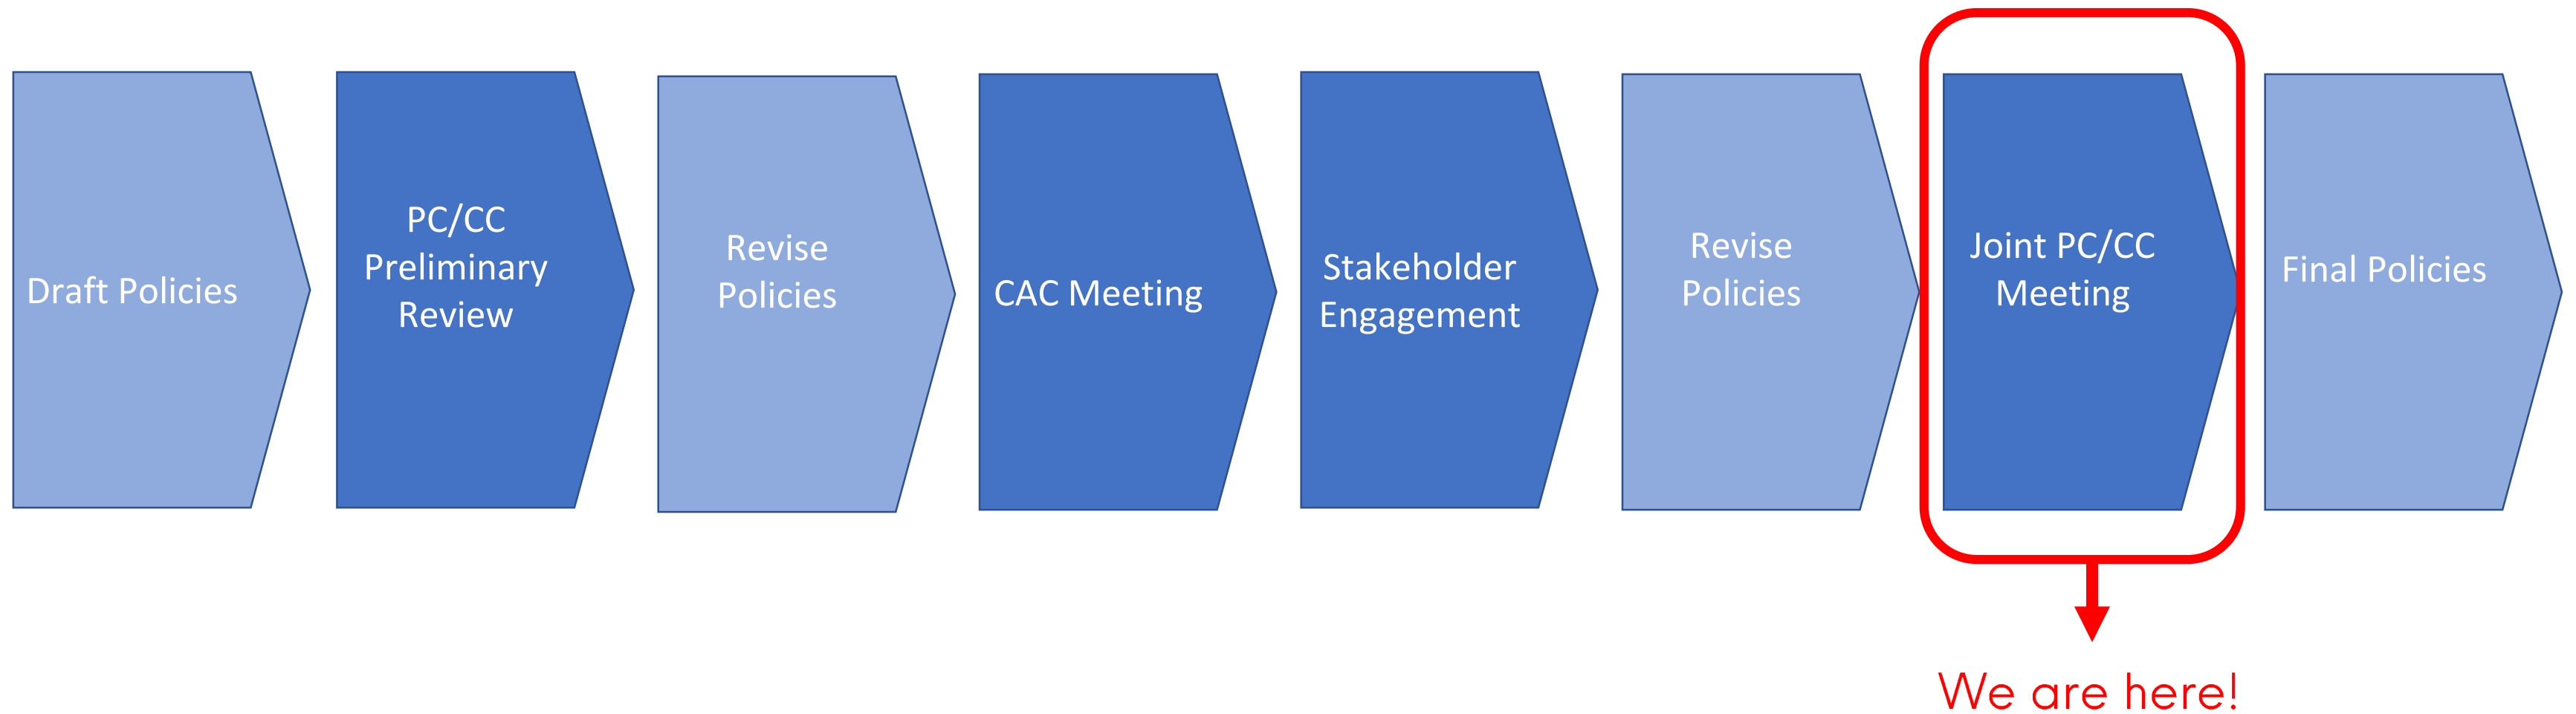 Draft Policies
PC/CC
Preliminary
Review
Revise
Policies
CAC Meeting
Stakeholder
Engagement
Revise
Policies
Joint PC/CC
Meeting
Final Policies
We are here!